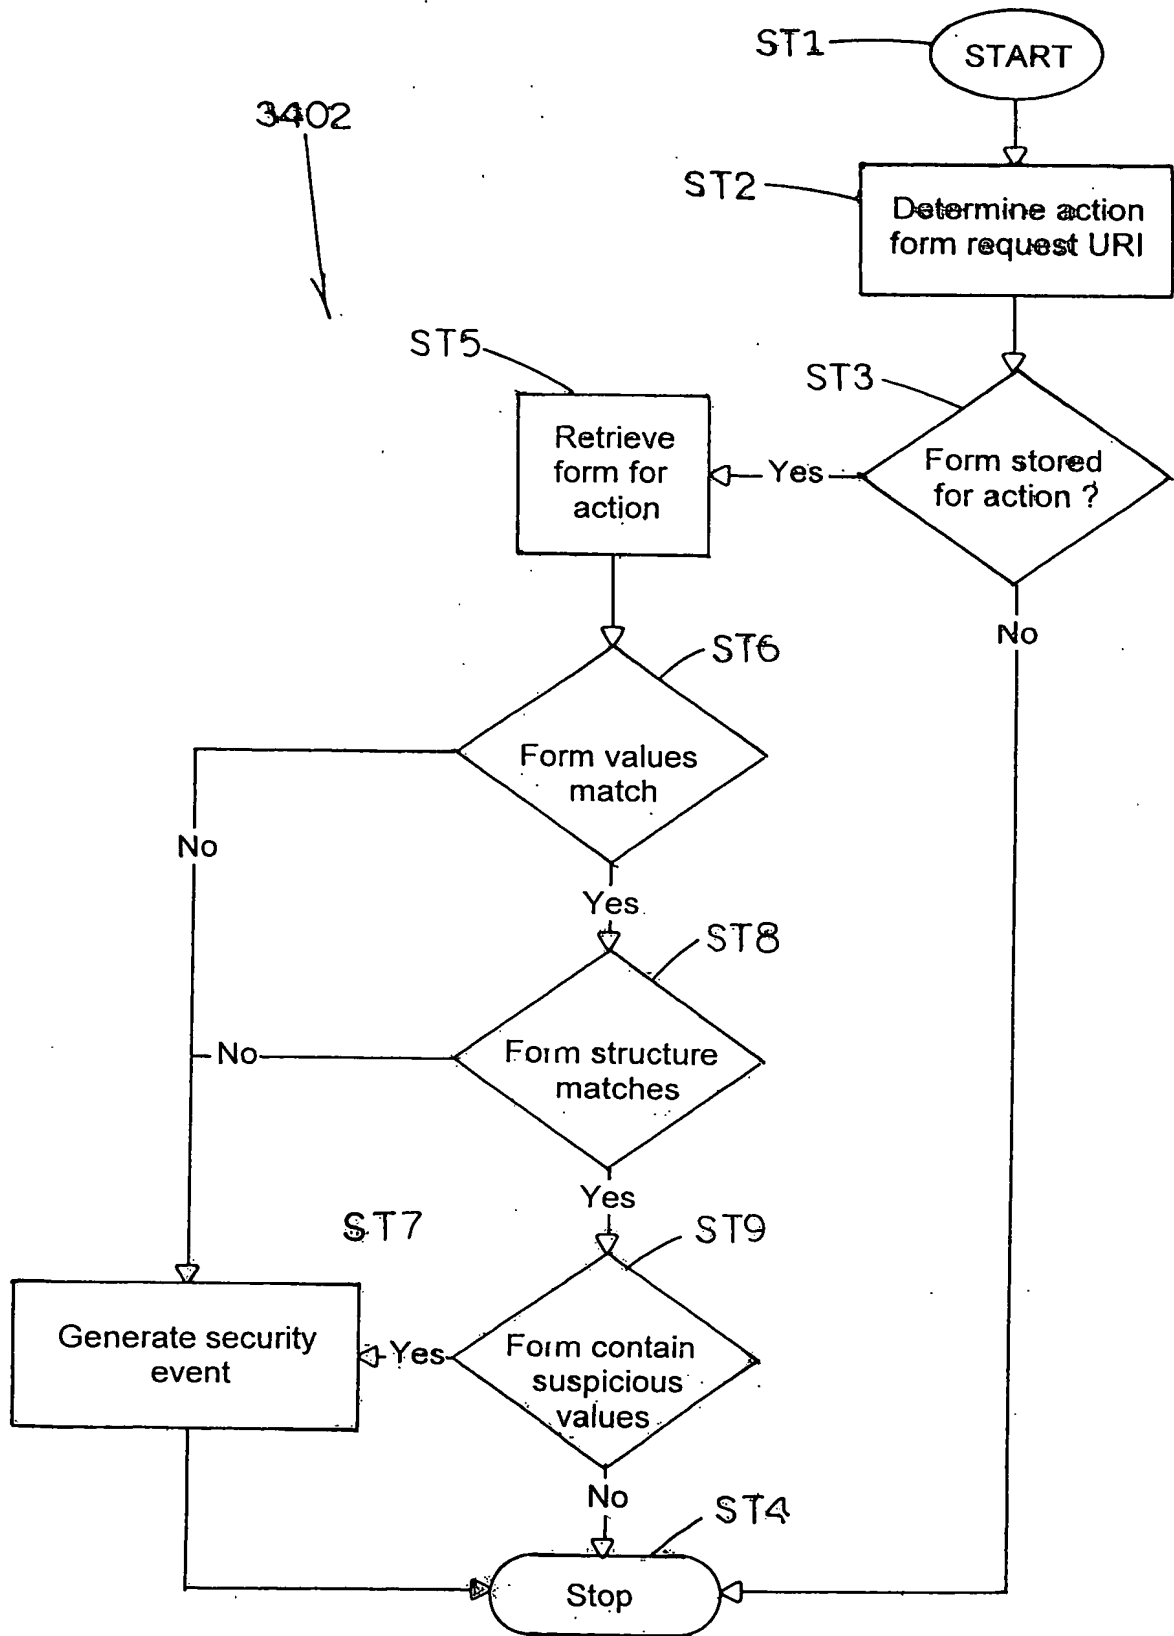 ST1
START
3402
ST2
Determine action
form request URI
ST5
ST3
Retrieve
form for
action
Yes
Form stored
for action ?
No
ST6
Form values
match
No
Yes
ST8
No
Form structure
matches
Yes
ST7
ST9
Generate security
event
Yes
Form contain
suspicious
values
No
ST4
Stop